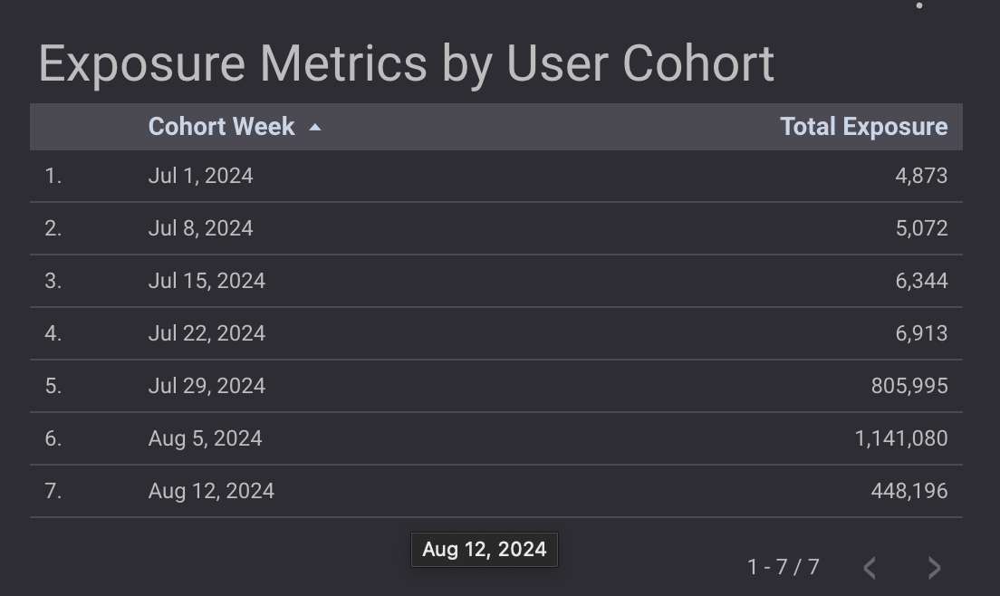 Exposure Metrics by User Cohort
Cohort Week Total Exposure
1. Jul 1, 2024 4,873
2. Jul 8, 2024 5,072
3. Jul 15, 2024 6,344
4. Jul 22, 2024 6,913
5. Jul 29, 2024 805,995
6. Aug 5, 2024 1,141,080
7. Aug 12, 2024 448,196
Aug 12, 2024
1 - 7 / 7